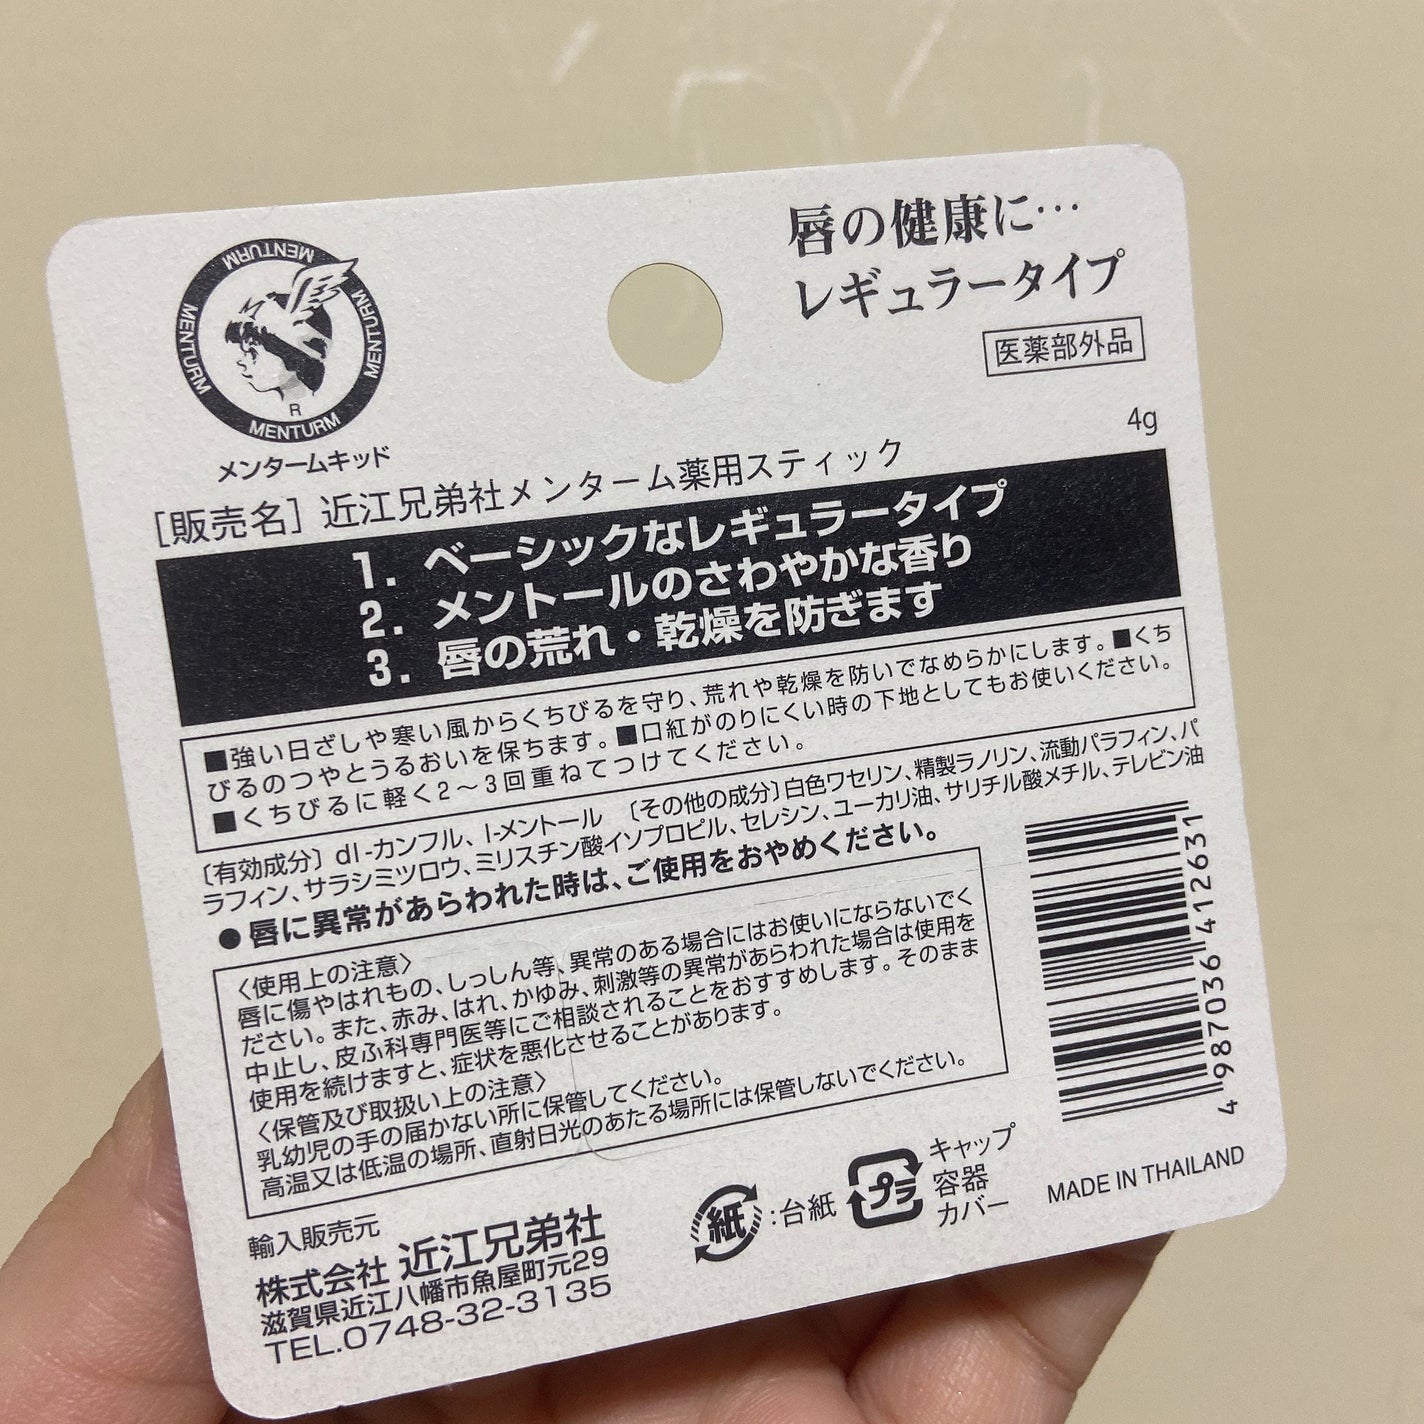 MENTURM
MENTURM
MENTURM
MENTURM
R
メンタームキッド
唇の健康に…
レギュラータイプ
医薬部外品
4g
[販売名] 近江兄弟社メンターム薬用スティック
1. ベーシックなレギュラータイプ
2. メントールのさわやかな香り
3. 唇の荒れ・乾燥を防ぎます
■強い日ざしや寒い風からくちびるを守り、荒れや乾燥を防いでなめらかにします。■くち
びるのつやとうるおいを保ちます。■口紅がのりにくい時の下地としてもお使いください。
■くちびるに軽く2〜3回重ねてつけてください。
〔有効成分〕dl-カンフル、l-メントール 〔その他の成分〕白色ワセリン、精製ラノリン、流動パラフィン、パ
ラフィン、サラシミツロウ、ミリスチン酸イソプロピル、セレシン、ユーカリ油、サリチル酸メチル、テレビン油
●唇に異常があらわれた時は、ご使用をおやめください。
〈使用上の注意〉
唇に傷やはれもの、しっしん等、異常のある場合にはお使いにならないでく
ださい。また、赤み、はれ、かゆみ、刺激等の異常があらわれた場合は使用を
中止し、皮ふ科専門医等にご相談されることをおすすめします。そのまま
使用を続けますと、症状を悪化させることがあります。
〈保管及び取扱い上の注意〉
乳幼児の手の届かない所に保管してください。
高温又は低温の場所、直射日光のあたる場所には保管しないでください。
4 987036 412631
輸入販売元
株式会社 近江兄弟社
滋賀県近江八幡市魚屋町元29
TEL.0748-32-3135
紙 :台紙
プラ キャップ
容器
カバー
MADE IN THAILAND